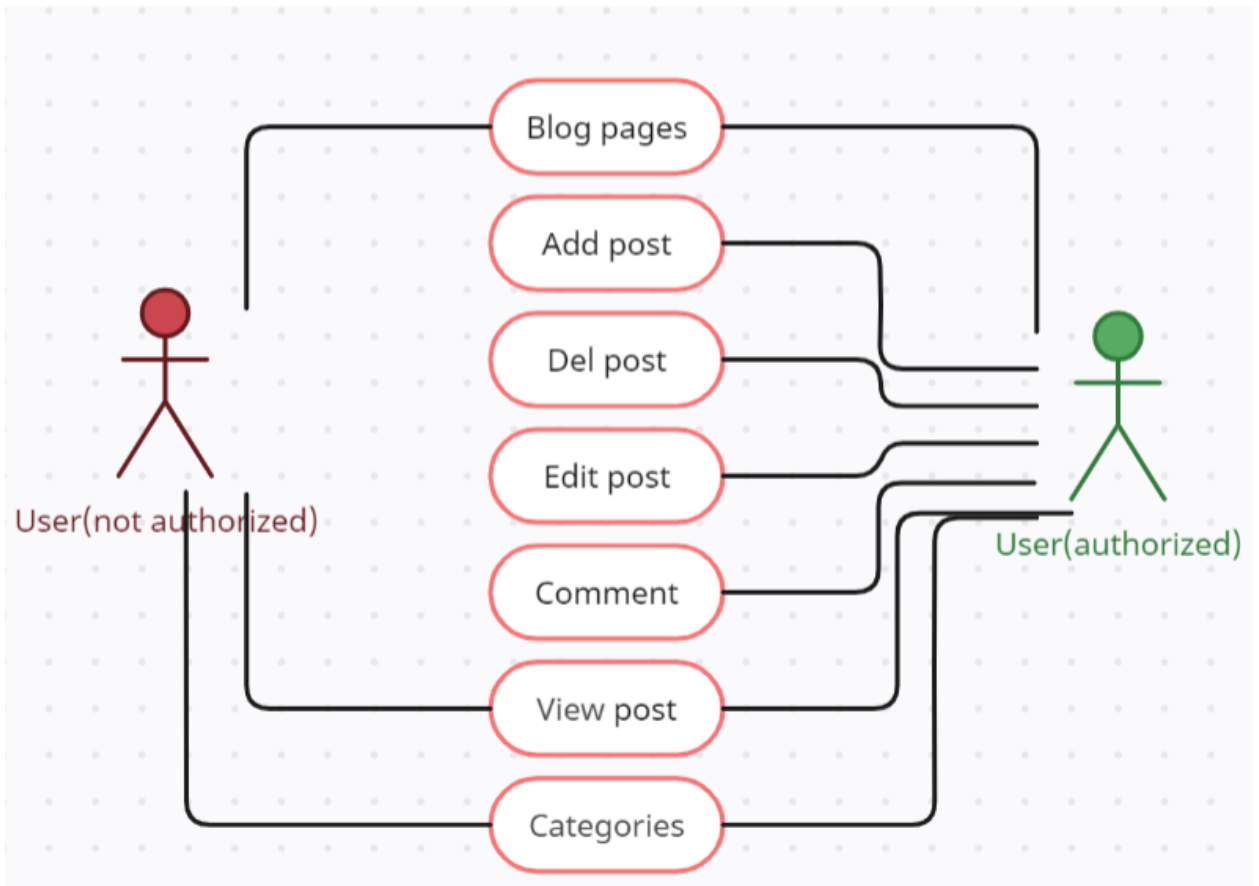 Blog pages
Add post
Del post
Edit post
User(not authorized)
User(authorized)
Comment
View post
Categories